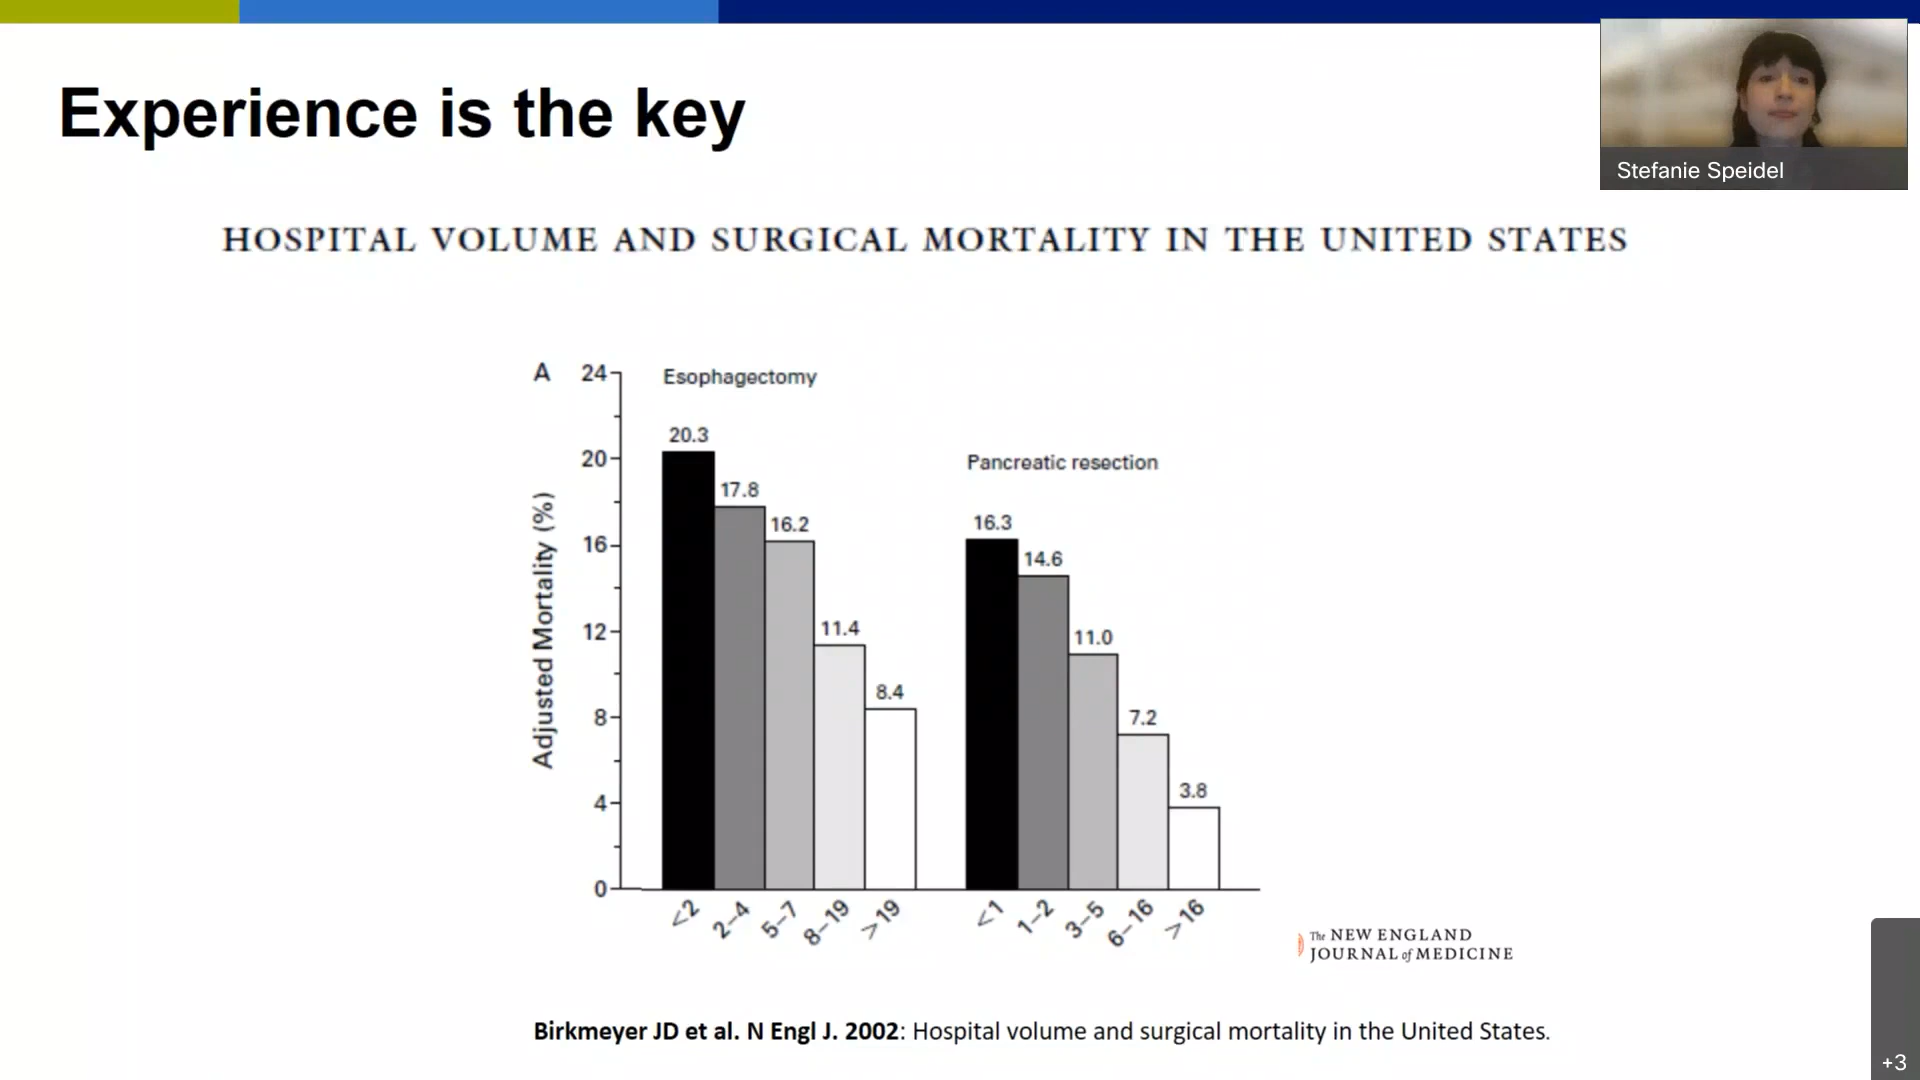 Experience is the key
Stefanie Speidel
HOSPITAL VOLUME AND SURGICAL MORTALITY IN THE UNITED STATES
A
Adjusted Mortality (%)
24
20
16
12
8
4
0
Esophagectomy
20.3
17.8
16.2
11.4
8.4
<2
2–4
5–7
8–19
>19
Pancreatic resection
16.3
14.6
11.0
7.2
3.8
<1
1–2
3–5
6–16
>16
The NEW ENGLAND
JOURNAL of MEDICINE
Birkmeyer JD et al. N Engl J. 2002: Hospital volume and surgical mortality in the United States.
+3